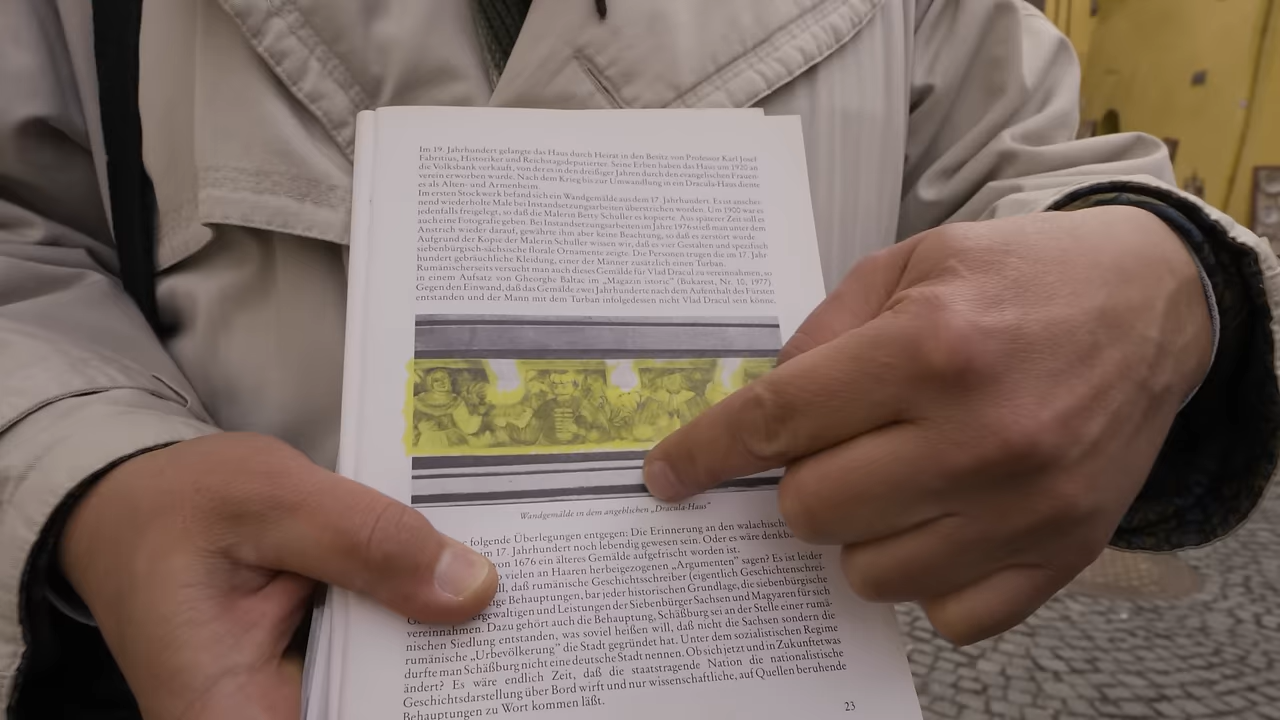 Im 19. Jahrhundert gelangte das Haus durch Heirat in den Besitz von Professor Karl Josef
Fabritius, Historiker und Reichstagsdeputierter. Seine Erben haben das Haus um 1920 an
die Volksbank verkauft, von der es in den dreißiger Jahren durch den evangelischen Frauen-
verein erworben wurde. Nach dem Krieg bis zur Umwandlung in ein Dracula-Haus diente
es als Alten- und Armenheim.
Im ersten Stockwerk befand sich ein Wandgemälde aus dem 17. Jahrhundert. Es ist anschei-
nend wiederholte Male bei Instandsetzungsarbeiten überstrichen worden. Um 1900 war es
jedenfalls freigelegt, so daß die Malerin Betty Schuller es kopierte. Aus späterer Zeit soll es
auch eine Fotografie geben. Bei Instandsetzungsarbeiten im Jahre 1976 stieß man unter dem
Anstrich wieder darauf, gewährte ihm aber keine Beachtung, so daß es zerstört wurde.
Aufgrund der Kopie der Malerin Schuller wissen wir, daß es vier Gestalten und spezifisch
siebenbürgisch-sächsische florale Ornamente zeigte. Die Personen trugen die im 17. Jahr-
hundert gebräuchliche Kleidung, einer der Männer zusätzlich einen Turban.
Rumänischerseits versucht man auch dieses Gemälde für Vlad Dracul zu vereinnahmen, so
in einem Aufsatz von Gheorghe Baltac im „Magazin istoric" (Bukarest, Nr. 10, 1977).
Gegen den Einwand, daß das Gemälde zwei Jahrhunderte nach dem Aufenthalt des Fürsten
entstanden und der Mann mit dem Turban infolgedessen nicht Vlad Dracul sein könne,
Wandgemälde in dem angeblichen „Dracula-Haus"
folgende Überlegungen entgegen: Die Erinnerung an den walachische
im 17. Jahrhundert noch lebendig gewesen sein. Oder es wäre denkba
von 1676 ein älteres Gemälde aufgefrischt worden ist.
vielen an Haaren herbeigezogenen „Argumenten" sagen? Es ist leider
daß rumänische Geschichtsschreiber (eigentlich Geschichtenschrei-
Behauptungen, bar jeder historischen Grundlage, die siebenbürgische
vergewaltigen und Leistungen der Siebenbürger Sachsen und Magyaren für sich
vereinnahmen. Dazu gehört auch die Behauptung, Schäßburg sei an der Stelle einer rumä-
nischen Siedlung entstanden, was soviel heißen will, daß nicht die Sachsen sondern die
rumänische „Urbevölkerung" die Stadt gegründet hat. Unter dem sozialistischen Regime
durfte man Schäßburg nicht eine deutsche Stadt nennen. Ob sich jetzt und in Zukunft etwas
ändert? Es wäre endlich Zeit, daß die staatstragende Nation die nationalistische
Geschichtsdarstellung über Bord wirft und nur wissenschaftliche, auf Quellen beruhende
Behauptungen zu Wort kommen läßt.
23